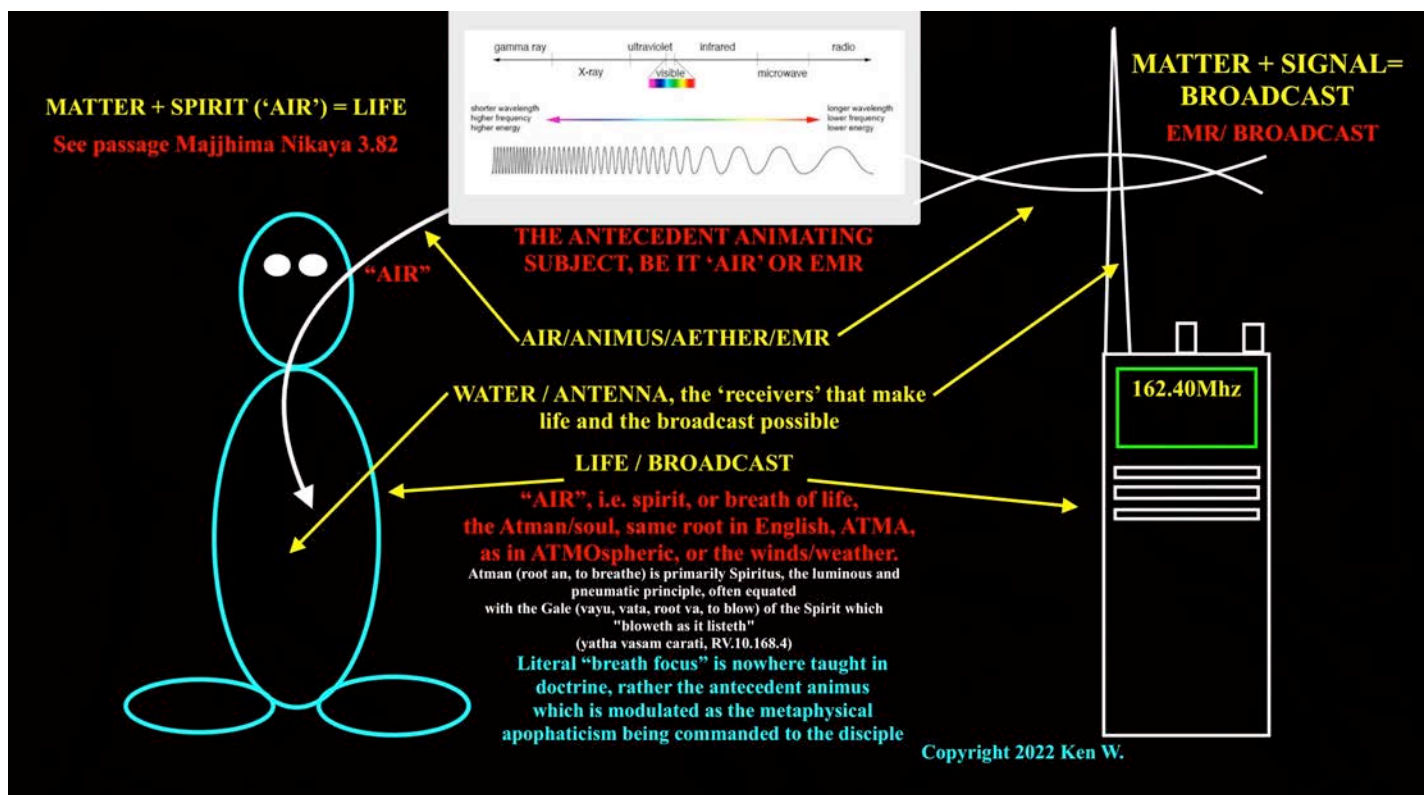 gamma ray
ultraviolet
infrared
radio
X-ray
visible
microwave
shorter wavelength
higher frequency
higher energy
longer wavelength
lower frequency
lower energy
MATTER + SPIRIT (‘AIR’) = LIFE
See passage Majjhima Nikaya 3.82
MATTER + SIGNAL=
BROADCAST
EMR/ BROADCAST
THE ANTECEDENT ANIMATING
SUBJECT, BE IT ‘AIR’ OR EMR
“AIR”
AIR/ANIMUS/AETHER/EMR
WATER / ANTENNA, the ‘receivers’ that make
life and the broadcast possible
162.40Mhz
LIFE / BROADCAST
“AIR”, i.e. spirit, or breath of life,
the Atman/soul, same root in English, ATMA,
as in ATMOspheric, or the winds/weather.
Atman (root an, to breathe) is primarily Spiritus, the luminous and
pneumatic principle, often equated
with the Gale (vayu, vata, root va, to blow) of the Spirit which
"bloweth as it listeth"
(yatha vasam carati, RV.10.168.4)
Literal “breath focus” is nowhere taught in
doctrine, rather the antecedent animus
which is modulated as the metaphysical
apophaticism being commanded to the disciple
Copyright 2022 Ken W.